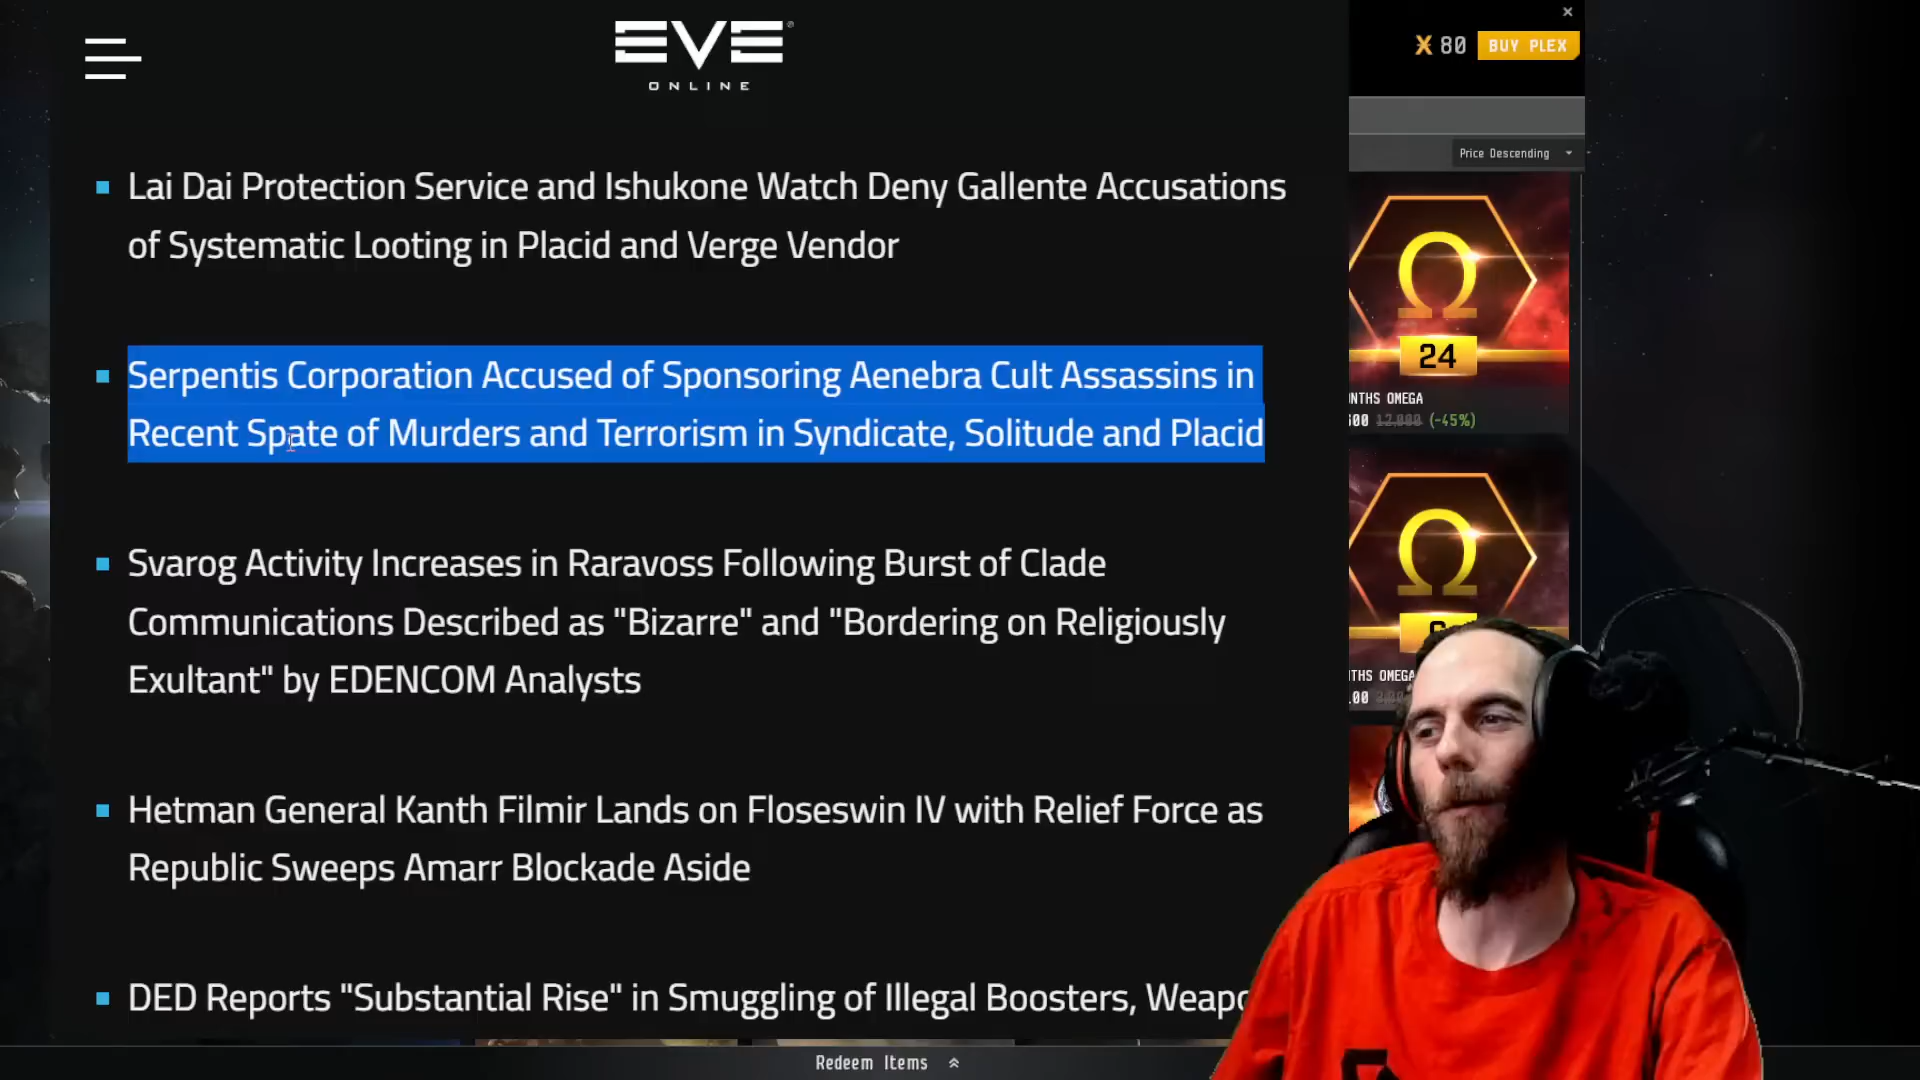 EVE
ONLINE
80 BUY PLEX
Price Descending
Lai Dai Protection Service and Ishukone Watch Deny Gallente Accusations
of Systematic Looting in Placid and Verge Vendor
Serpentis Corporation Accused of Sponsoring Aenebra Cult Assassins in
Recent Spate of Murders and Terrorism in Syndicate, Solitude and Placid
Svarog Activity Increases in Raravoss Following Burst of Clade
Communications Described as "Bizarre" and "Bordering on Religiously
Exultant" by EDENCOM Analysts
Hetman General Kanth Filmir Lands on Floseswin IV with Relief Force as
Republic Sweeps Amarr Blockade Aside
DED Reports "Substantial Rise" in Smuggling of Illegal Boosters,
Ω
24
OMEGA
(-45%)
Ω
OMEGA
Redeem Items